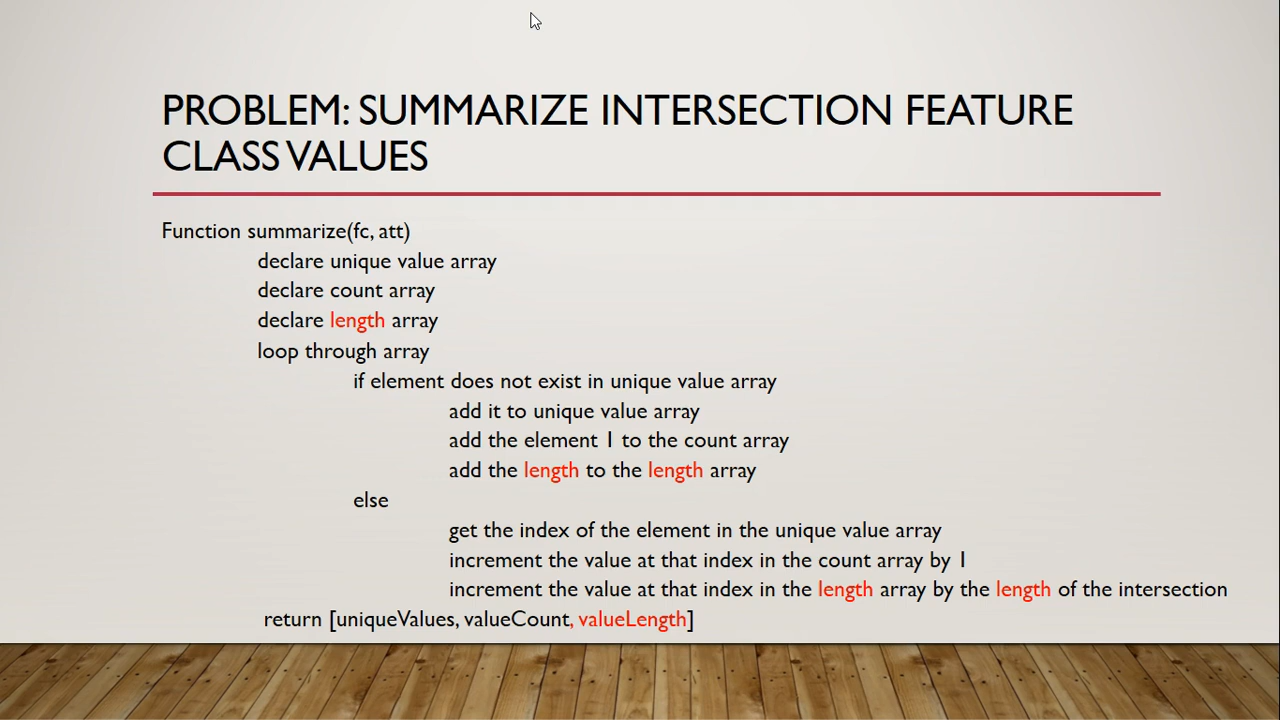 PROBLEM: SUMMARIZE INTERSECTION FEATURE
CLASS VALUES
Function summarize(fc, att)
declare unique value array
declare count array
declare length array
loop through array
if element does not exist in unique value array
add it to unique value array
add the element 1 to the count array
add the length to the length array
else
get the index of the element in the unique value array
increment the value at that index in the count array by 1
increment the value at that index in the length array by the length of the intersection
return [uniqueValues, valueCount, valueLength]